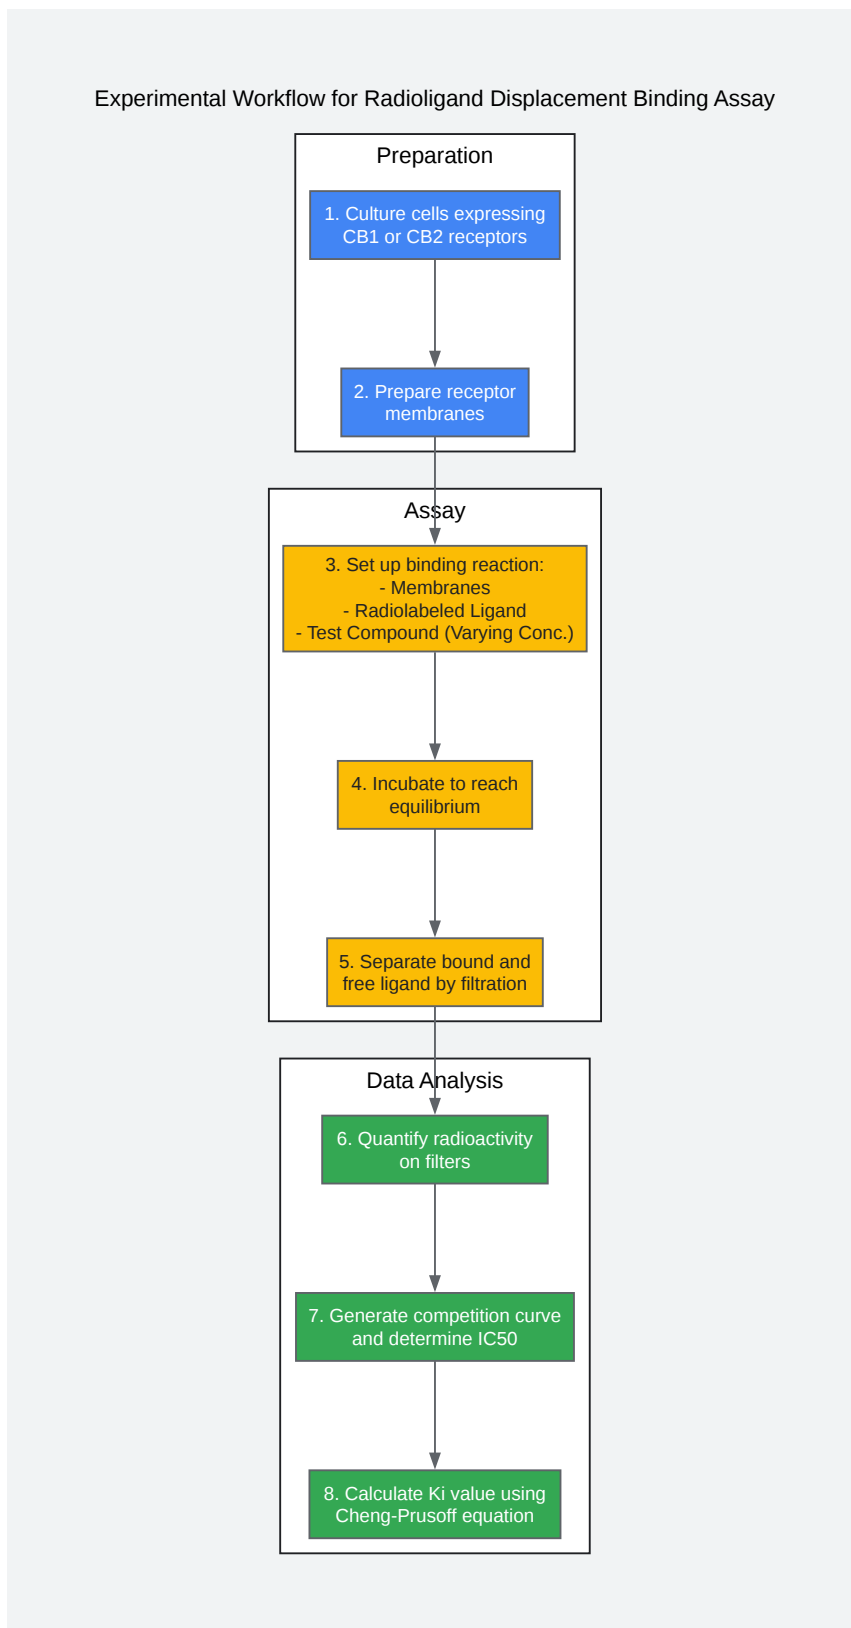 Experimental Workflow for Radioligand Displacement Binding Assay
Preparation
1. Culture cells expressing
CB1 or CB2 receptors
2. Prepare receptor
membranes
Assay
3. Set up binding reaction:
- Membranes
- Radiolabeled Ligand
- Test Compound (Varying Conc.)
4. Incubate to reach
equilibrium
5. Separate bound and
free ligand by filtration
Data Analysis
6. Quantify radioactivity
on filters
7. Generate competition curve
and determine IC50
8. Calculate Ki value using
Cheng-Prusoff equation